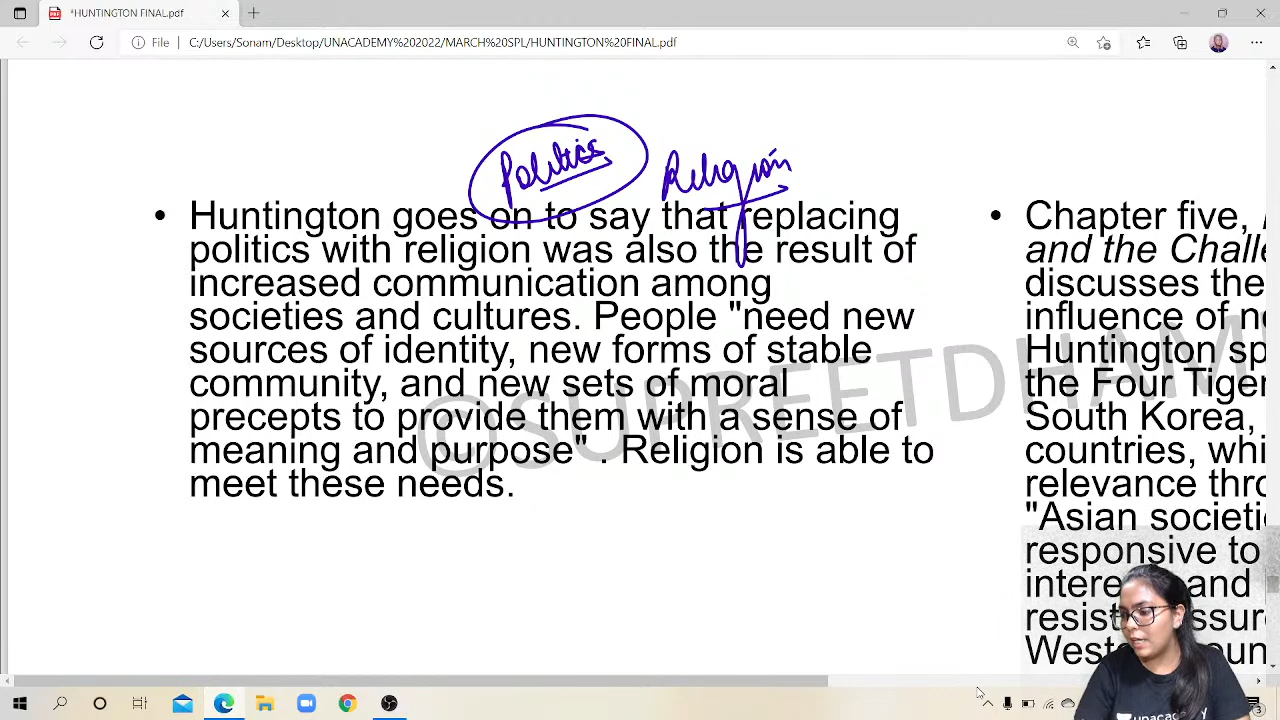 *HUNTINGTON FINAL.pdf
File | C:/Users/Sonam/Desktop/UNACADEMY%202022/MARCH%20SPL/HUNTINGTON%20FINAL.pdf
Politics Religion
• Huntington goes on to say that replacing
politics with religion was also the result of
increased communication among
societies and cultures. People "need new
sources of identity, new forms of stable
community, and new sets of moral
precepts to provide them with a sense of
meaning and purpose" . Religion is able to
meet these needs.
• Chapter five,
and the Challe
discusses the
influence of
Huntington sp
the Four Tiger
South Korea,
countries, whi
relevance thro
"Asian societi
responsive to
and
Wes
@SUPREETDHAM
unacademy
3